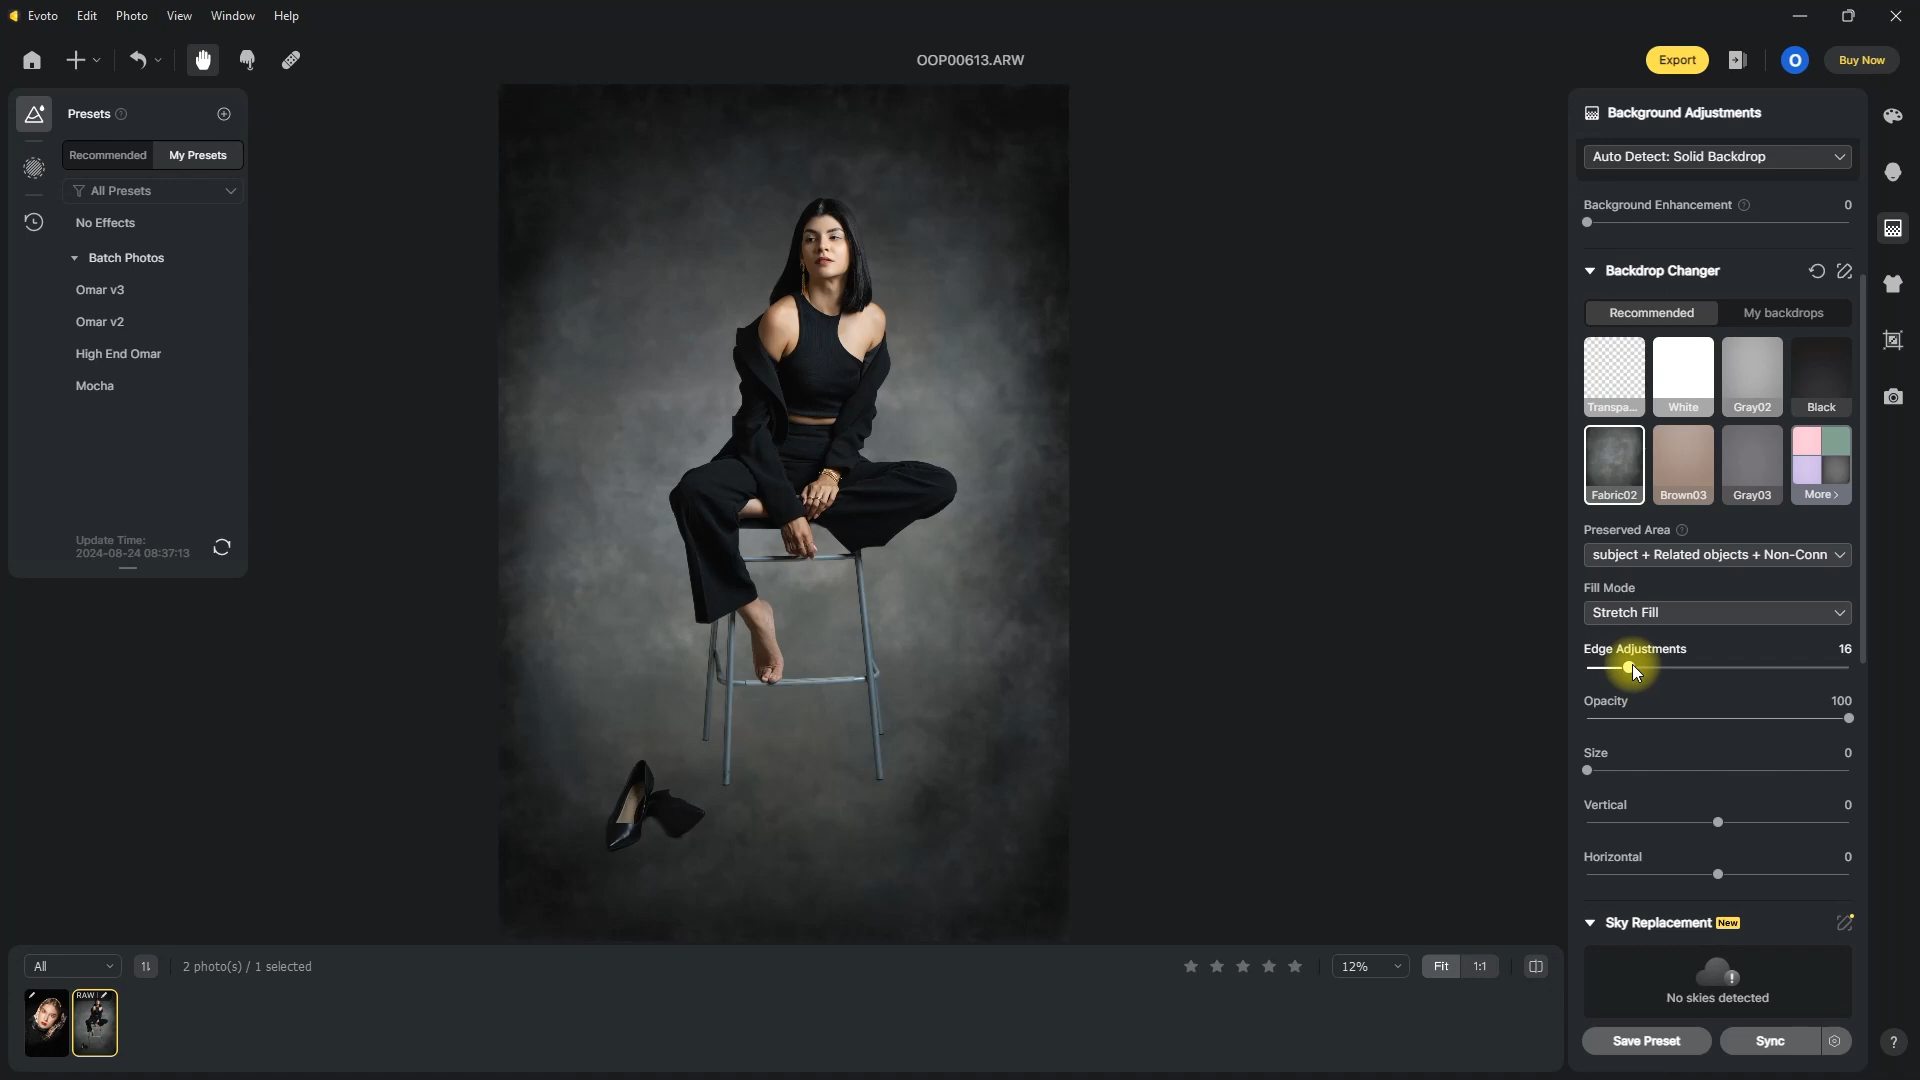 Evoto Edit Photo View Window Help
OOP00613.ARW
Export
O
Buy Now
Presets
Recommended My Presets
All Presets
No Effects
Batch Photos
Omar v3
Omar v2
High End Omar
Mocha
Update Time:
2024-08-24 08:37:13
Background Adjustments
Auto Detect: Solid Backdrop
Background Enhancement 0
Backdrop Changer
Recommended My backdrops
Transpa... White Gray02 Black
Fabric02 Brown03 Gray03 More >
Preserved Area
subject + Related objects + Non-Conn
Fill Mode
Stretch Fill
Edge Adjustments 16
Opacity 100
Size 0
Vertical 0
Horizontal 0
Sky Replacement New
No skies detected
Save Preset Sync
All 2 photo(s) / 1 selected 12% Fit 1:1
RAW
?